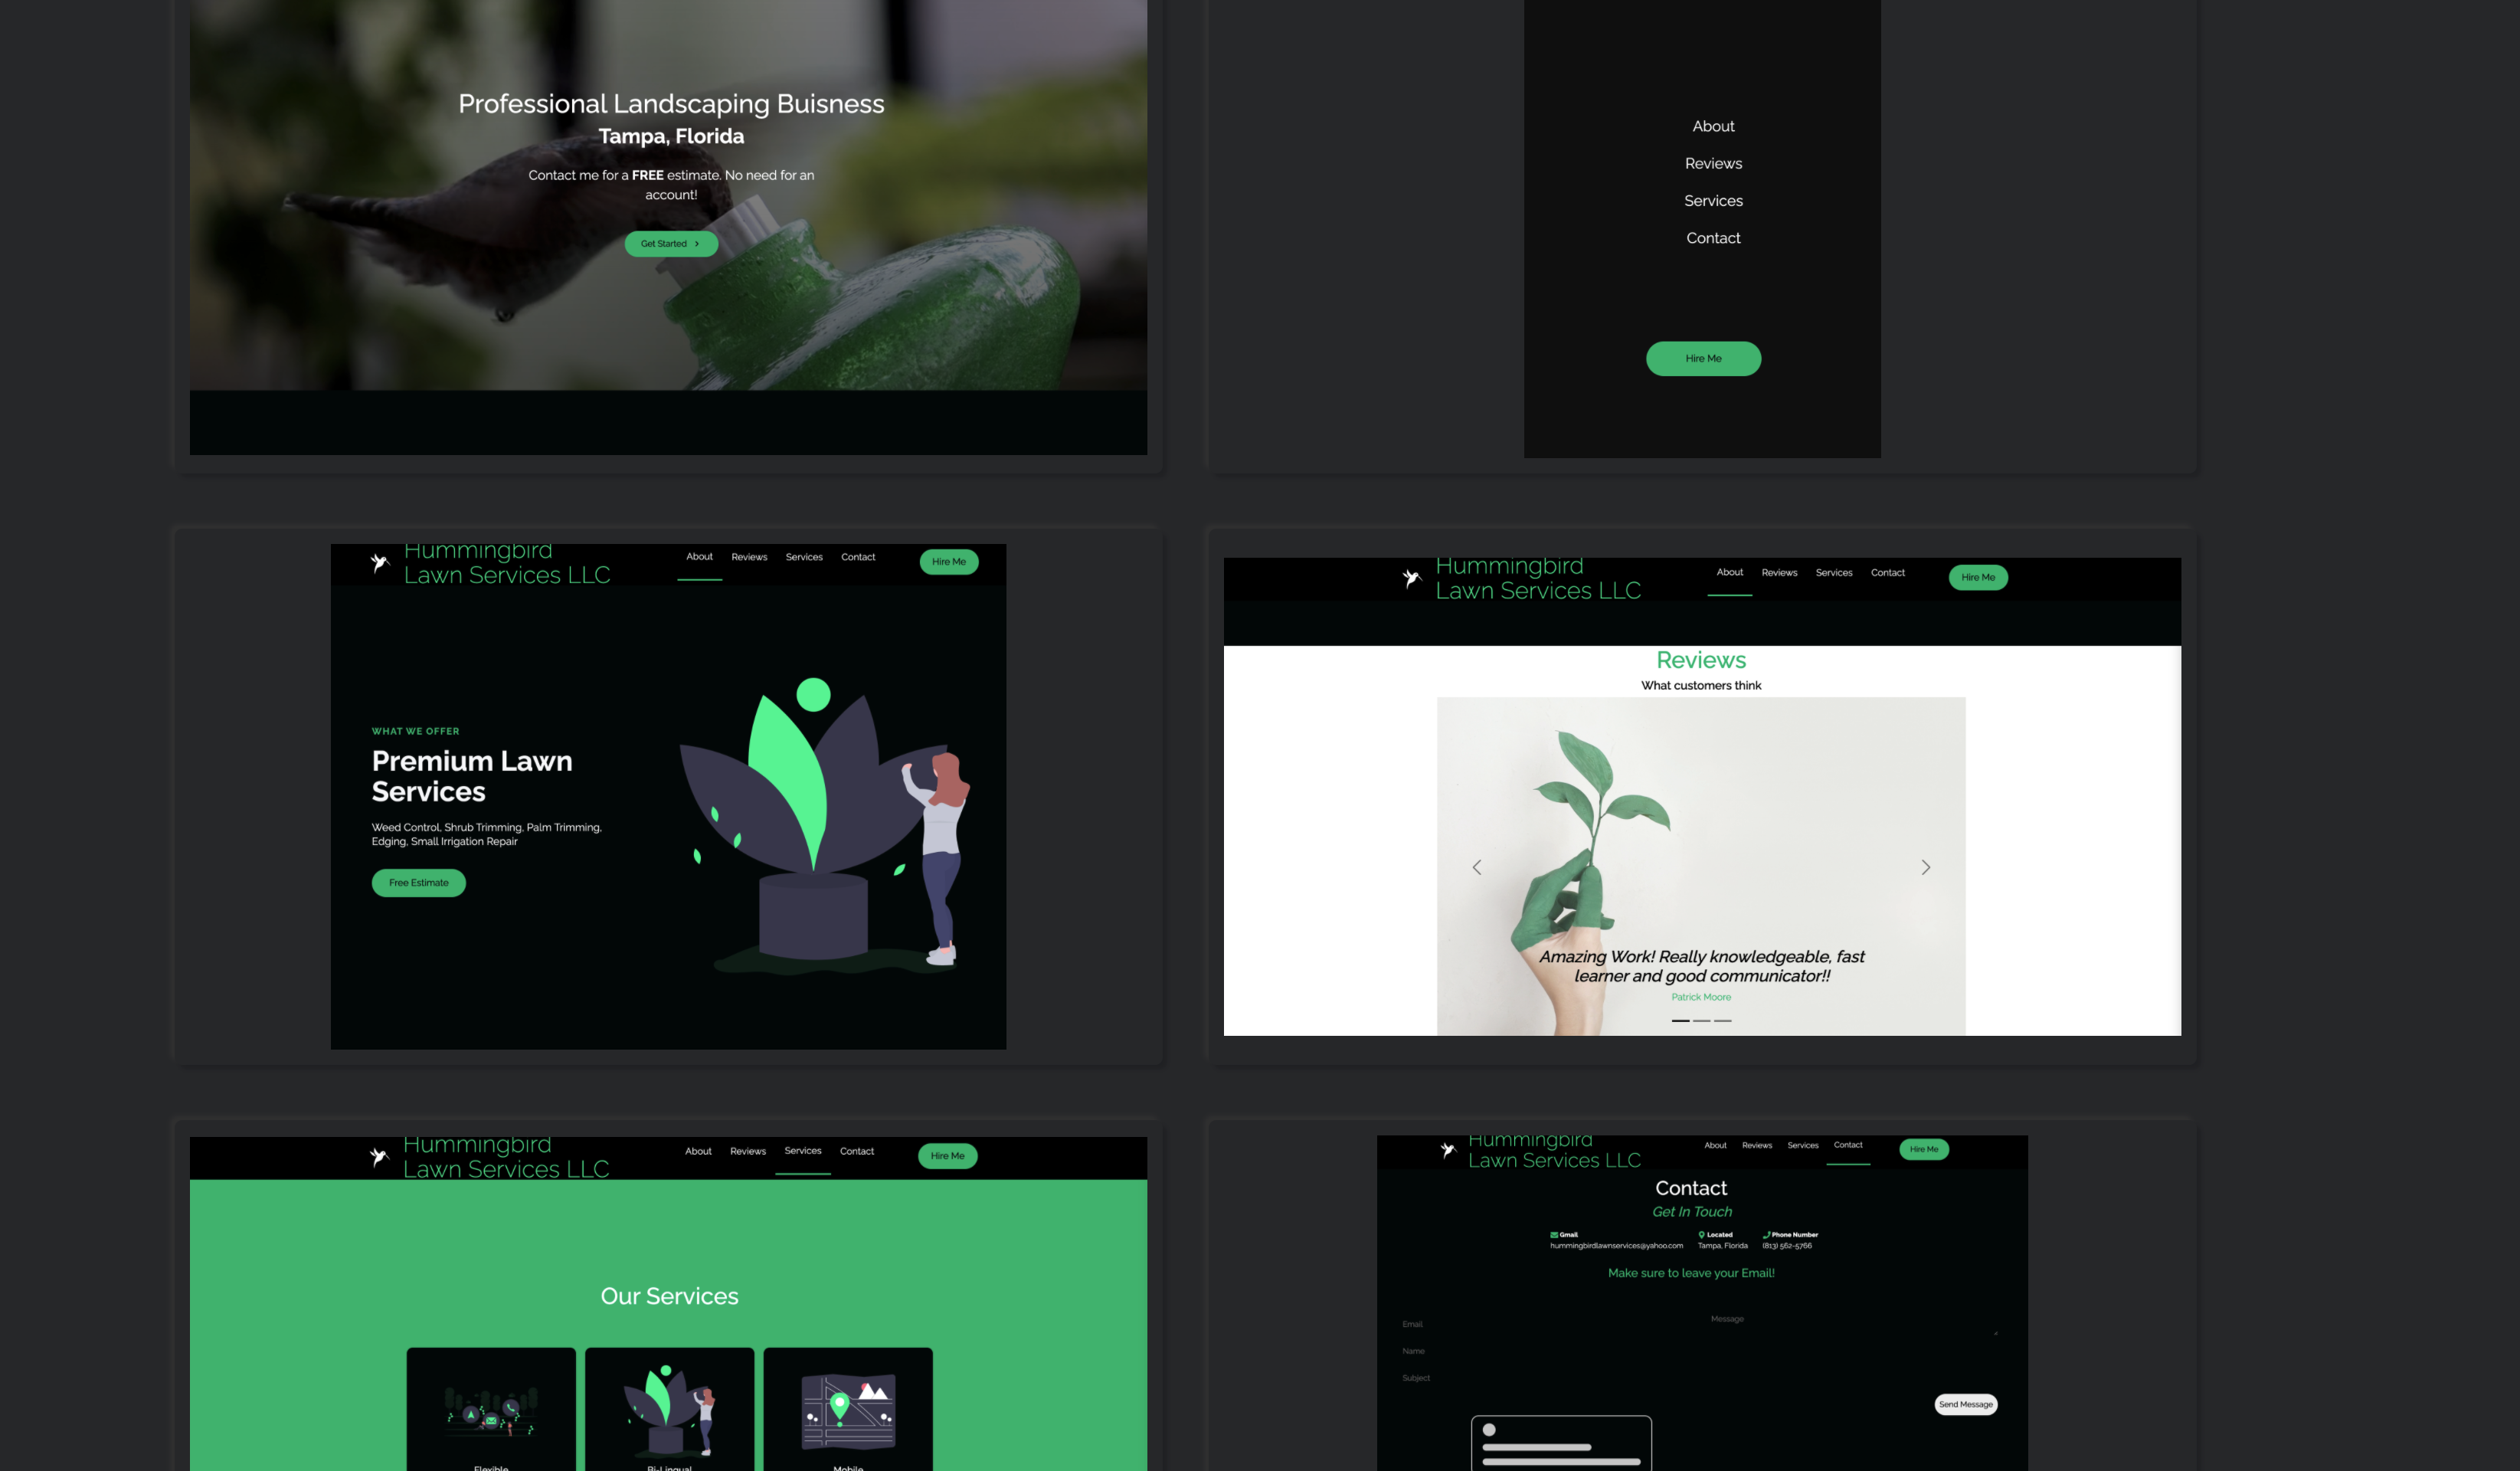 Professional Landscaping Buisness
Tampa, Florida
Contact me for a FREE estimate. No need for an
account!
Get Started
About
Reviews
Services
Contact
Hire Me
Hummingbird
Lawn Services LLC
About Reviews Services Contact
Hire Me
WHAT WE OFFER
Premium Lawn
Services
Weed Control, Shrub Trimming, Palm Trimming,
Edging, Small Irrigation Repair
Free Estimate
Hummingbird
Lawn Services LLC
About Reviews Services Contact
Hire Me
Reviews
What customers think
Amazing Work! Really knowledgeable, fast
learner and good communicator!!
Patrick Moore
Hummingbird
Lawn Services LLC
About Reviews Services Contact
Hire Me
Our Services
Flexible
Bi-Lingual
Mobile
Hummingbird
Lawn Services LLC
About Reviews Services Contact
Hire Me
Contact
Get In Touch
Gmail
hummingbirdlawnservices@yahoo.com
Located
Tampa, Florida
Phone Number
(813) 562-5766
Make sure to leave your Email!
Email
Name
Subject
Message
Send Message